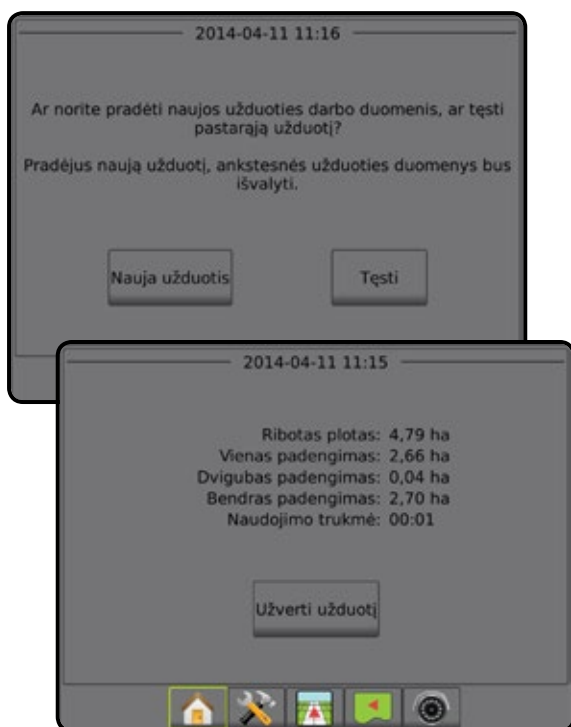 2014-04-11 11:16
Ar norite pradėti naujos užduoties darbo duomenis, ar tęsti
pastarąją užduotį?
Pradėjus naują užduotį, ankstesnės užduoties duomenys bus
išvalyti.
Nauja užduotis
Tęsti
2014-04-11 11:15
Ribotas plotas: 4,79 ha
Vienas padengimas: 2,66 ha
Dvigubas padengimas: 0,04 ha
Bendras padengimas: 2,70 ha
Naudojimo trukmė: 00:01
Užverti užduotį